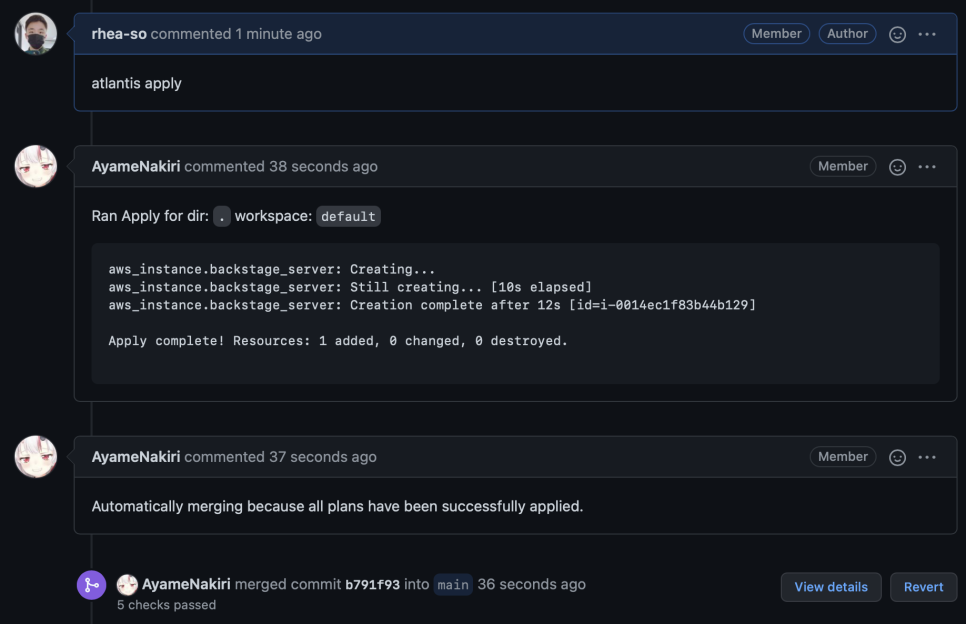 rhea-so commented 1 minute ago Member Author
atlantis apply
AyameNakiri commented 38 seconds ago Member
Ran Apply for dir: . workspace: default
aws_instance.backstage_server: Creating...
aws_instance.backstage_server: Still creating... [10s elapsed]
aws_instance.backstage_server: Creation complete after 12s [id=i-0014ec1f83b44b129]
Apply complete! Resources: 1 added, 0 changed, 0 destroyed.
AyameNakiri commented 37 seconds ago Member
Automatically merging because all plans have been successfully applied.
AyameNakiri merged commit b791f93 into main 36 seconds ago View details Revert
5 checks passed